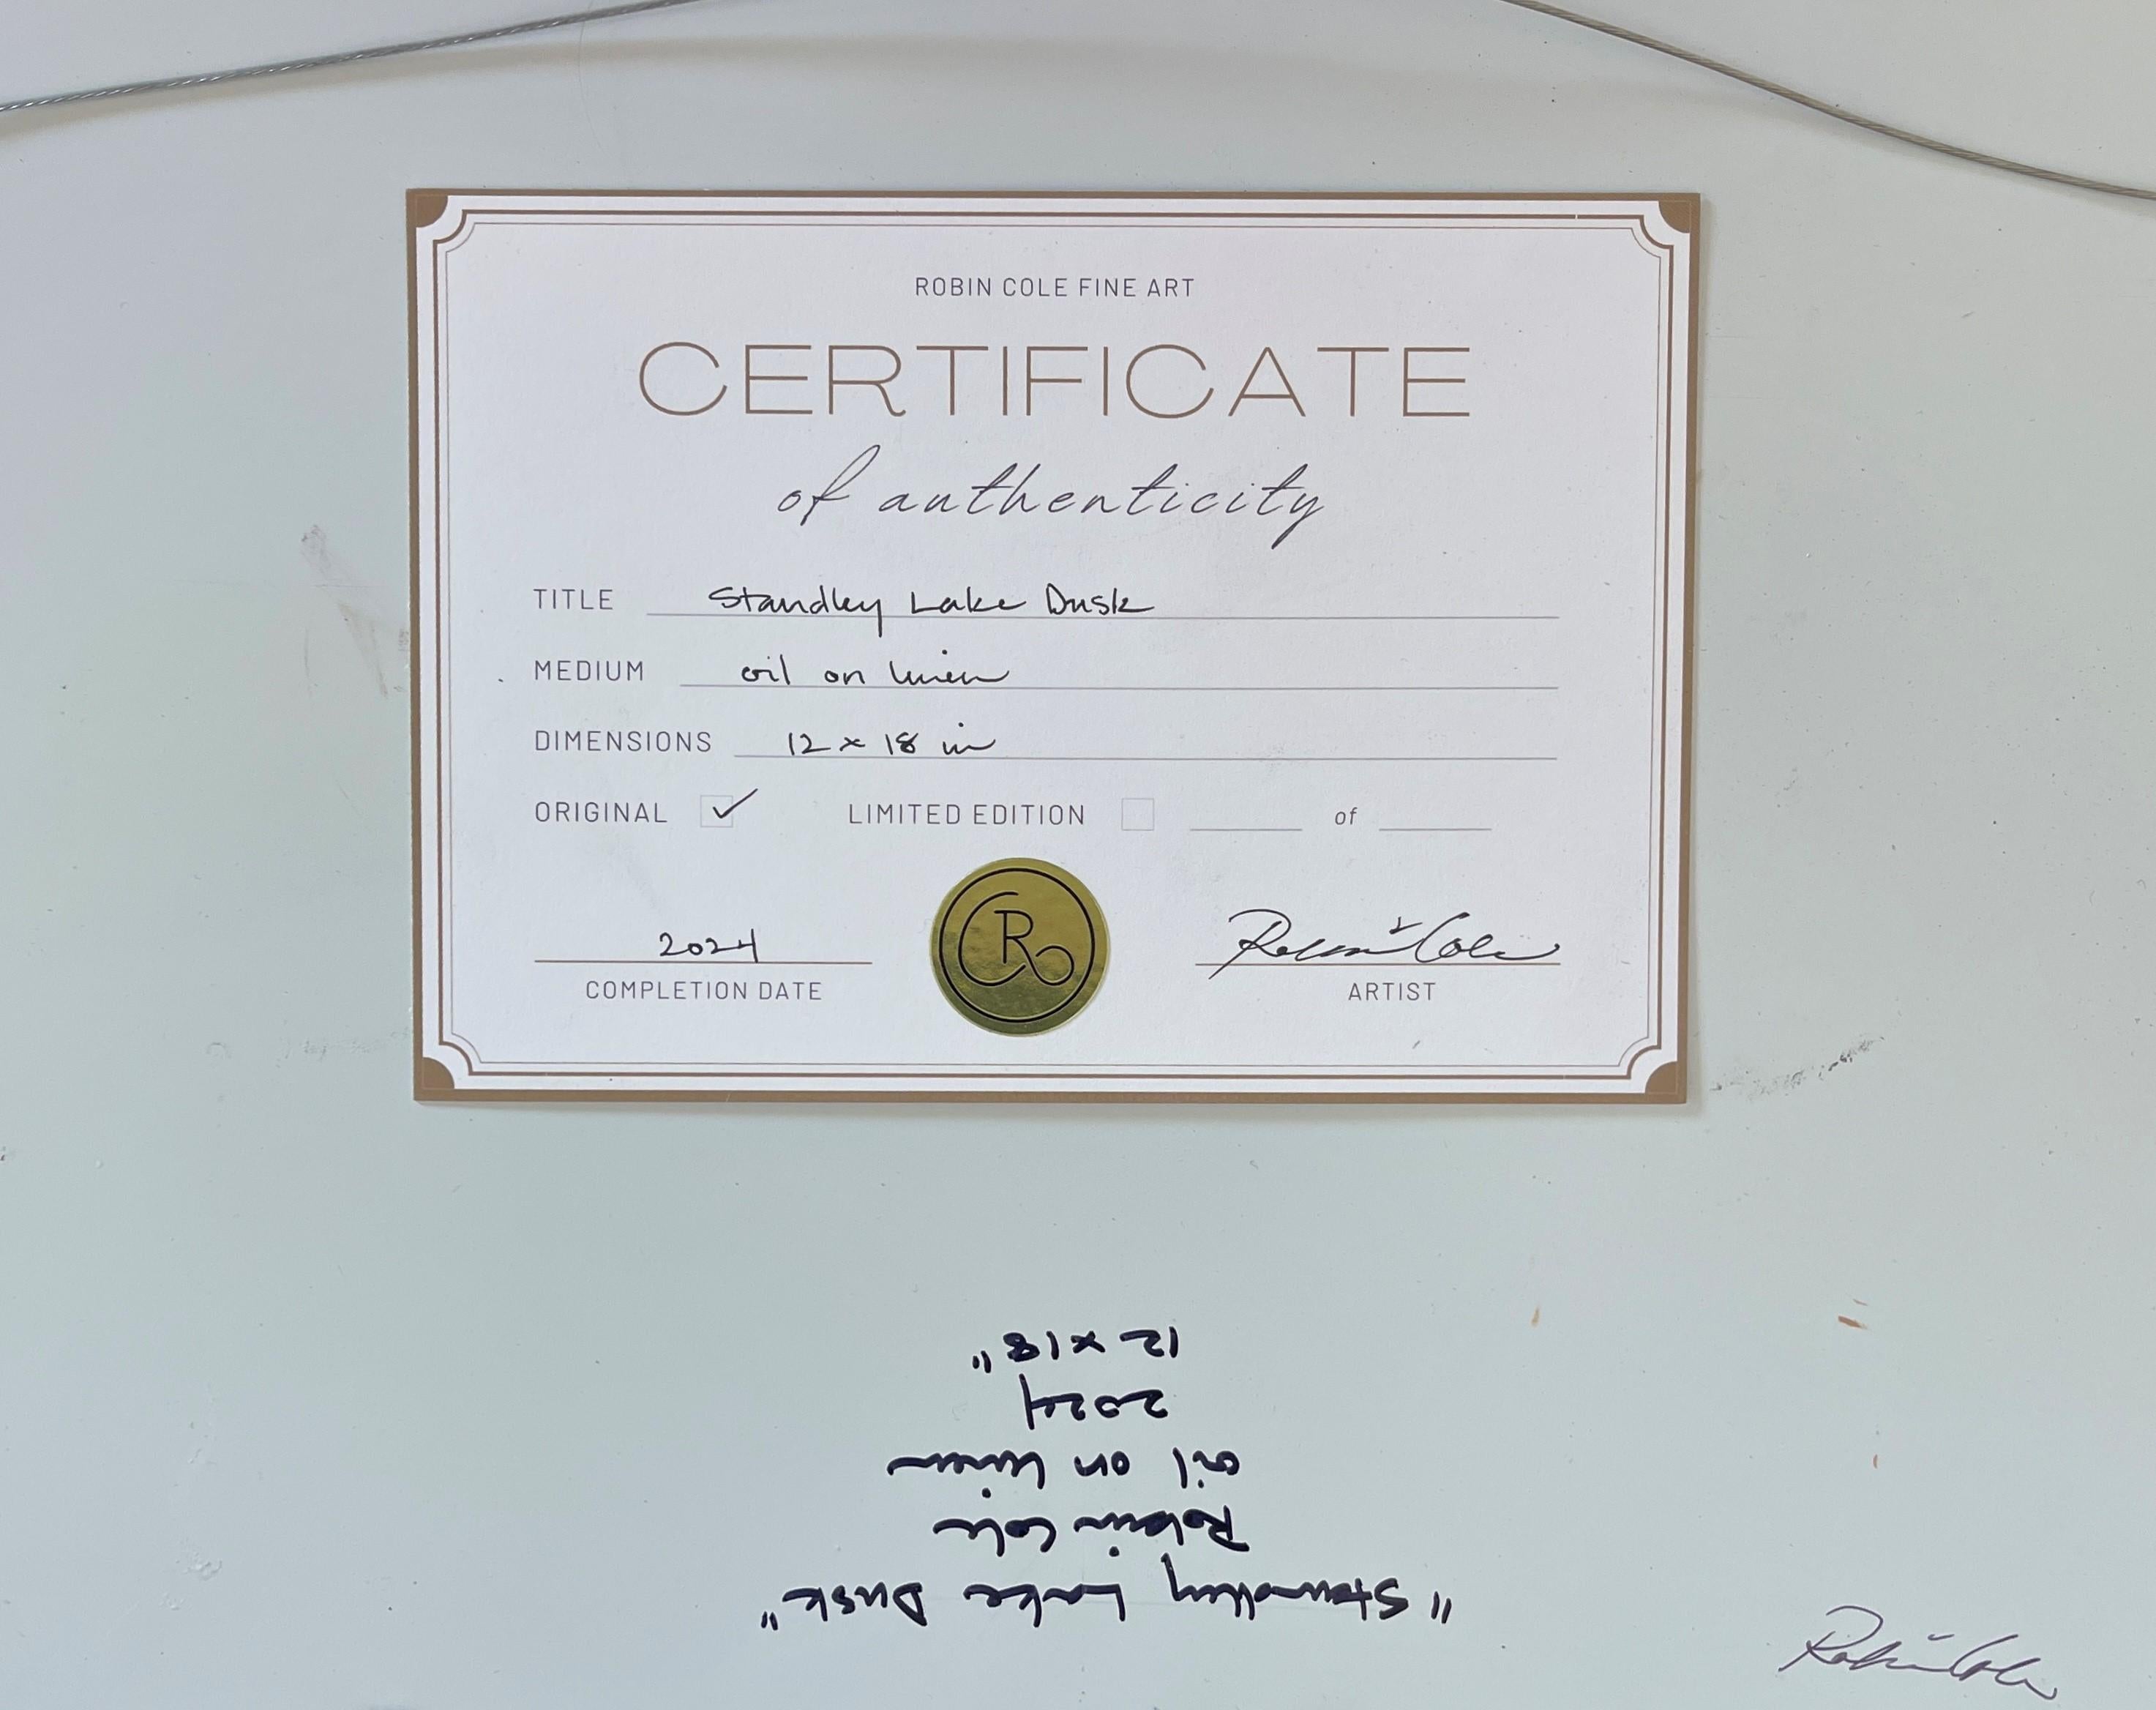 ROBIN COLE FINE ART
CERTIFICATE
of authenticity
TITLE Standley Lake Dusk
MEDIUM oil on linen
DIMENSIONS 12 x 18 in
ORIGINAL ✓ LIMITED EDITION of
2024
COMPLETION DATE
R
Robin Cole
ARTIST
"Standley Lake Dusk"
Robin Cole
oil on linen
2024
12 x 18"
Robin Cole